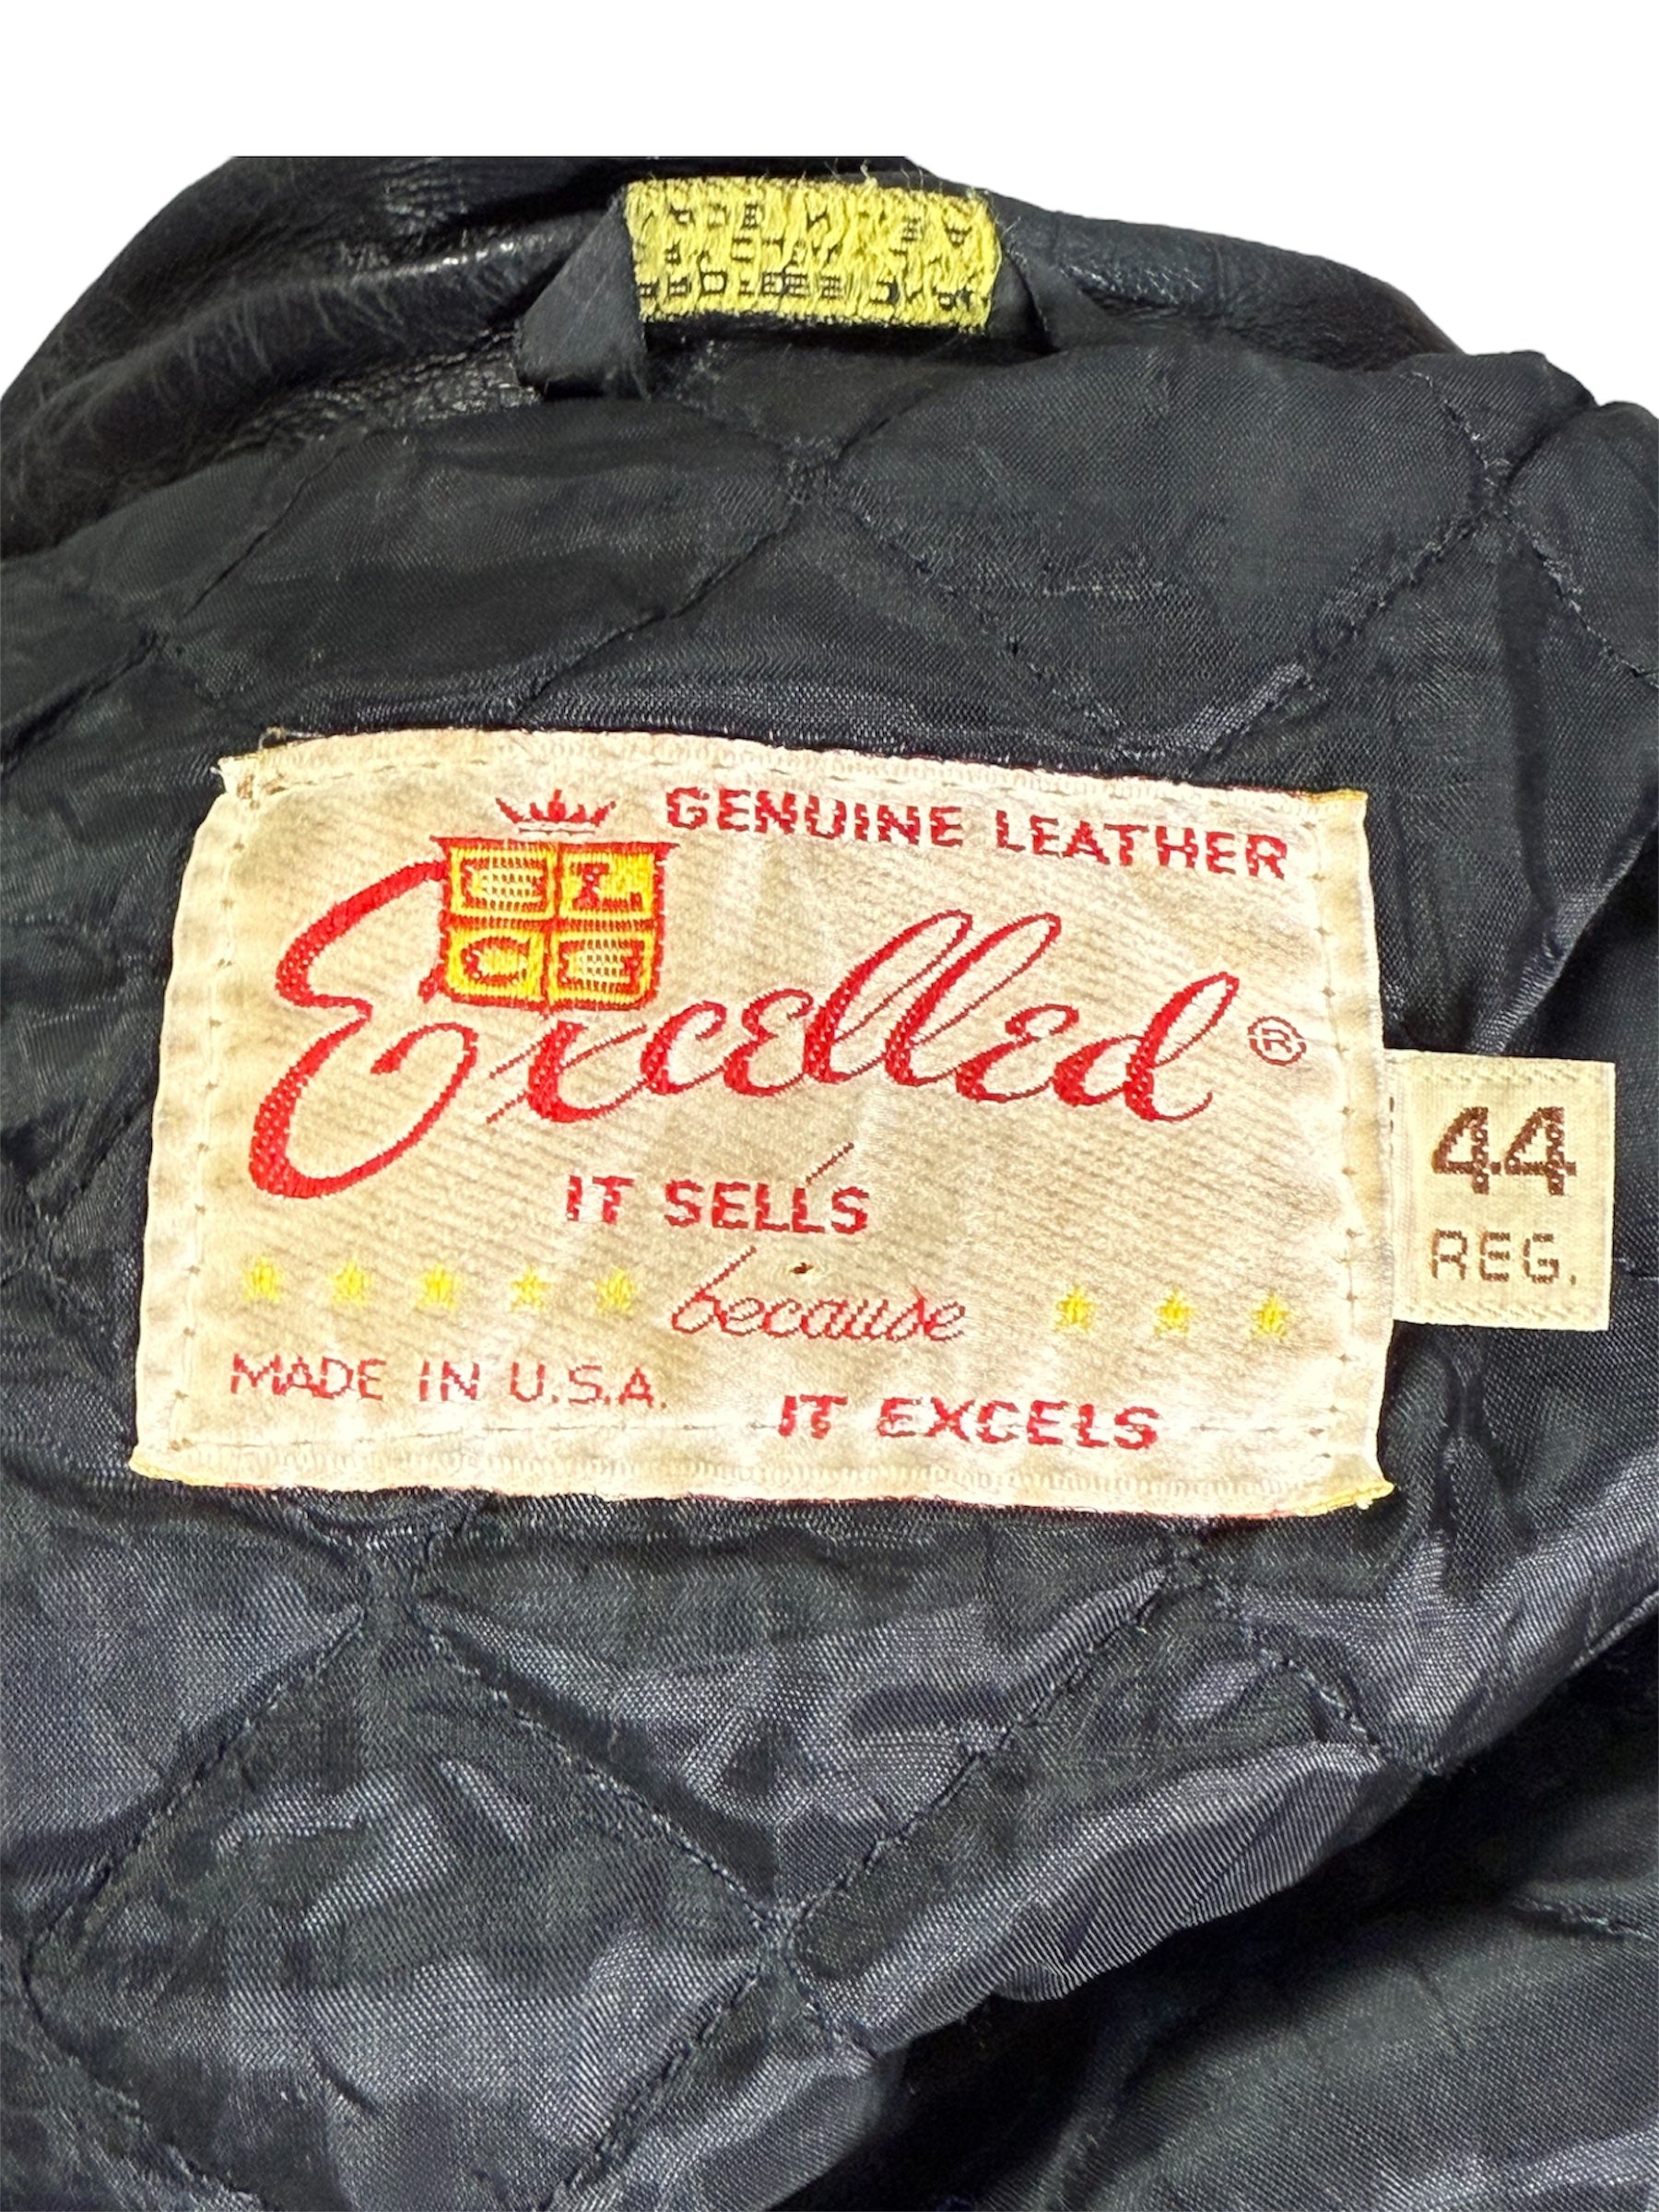 GENUINE LEATHER
Excelled®
IT SELLS
because
MADE IN U.S.A.
IT EXCELS
44
REG.